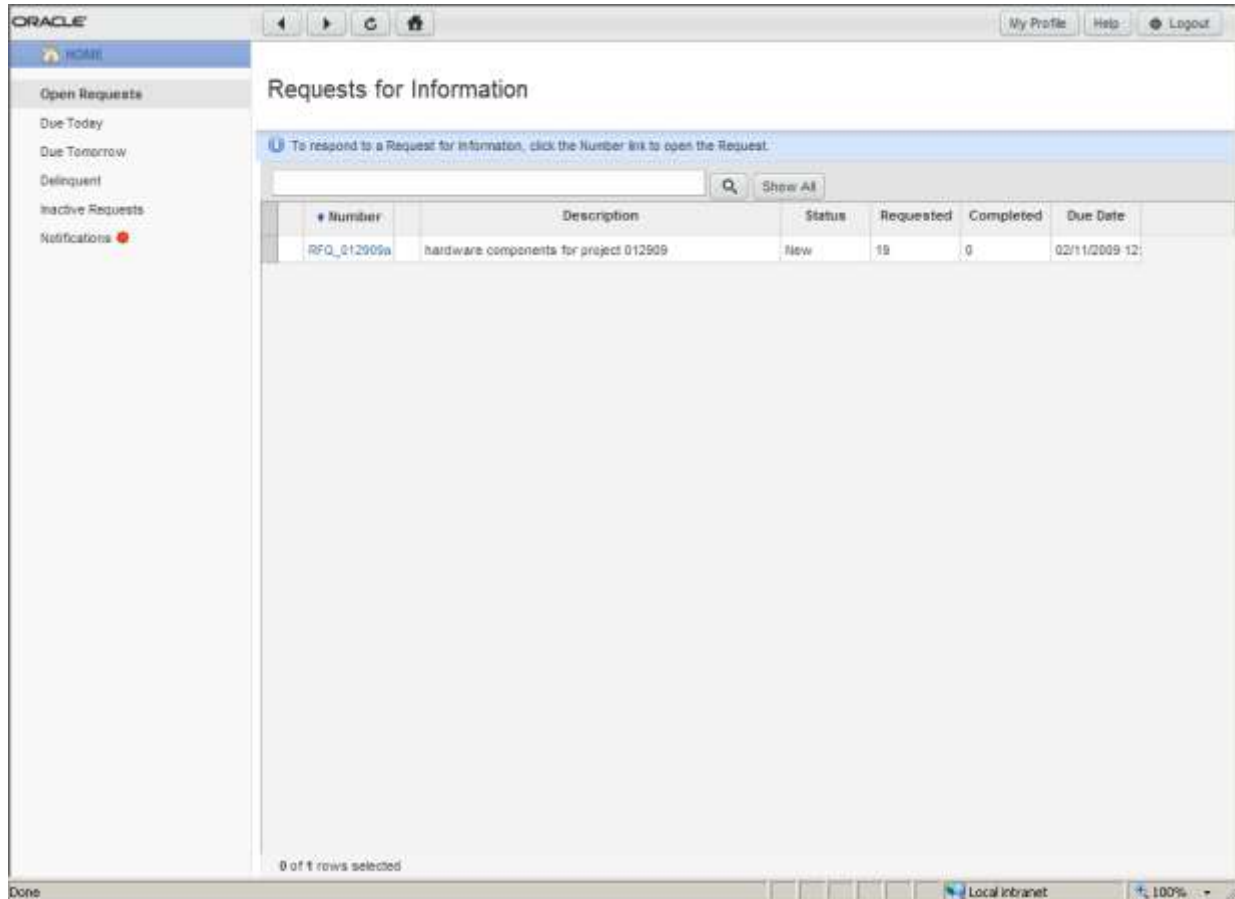 ORACLE
My Profile Help Logout
HOME
Open Requests
Due Today
Due Tomorrow
Delinquent
Inactive Requests
Notifications
Requests for Information
To respond to a Request for Information, click the Number link to open the Request.
Show All
Number Description Status Requested Completed Due Date
RFQ_012909a hardware components for project 012909 New 19 0 02/11/2009 12:
0 of 1 rows selected
Done Local intranet 100%